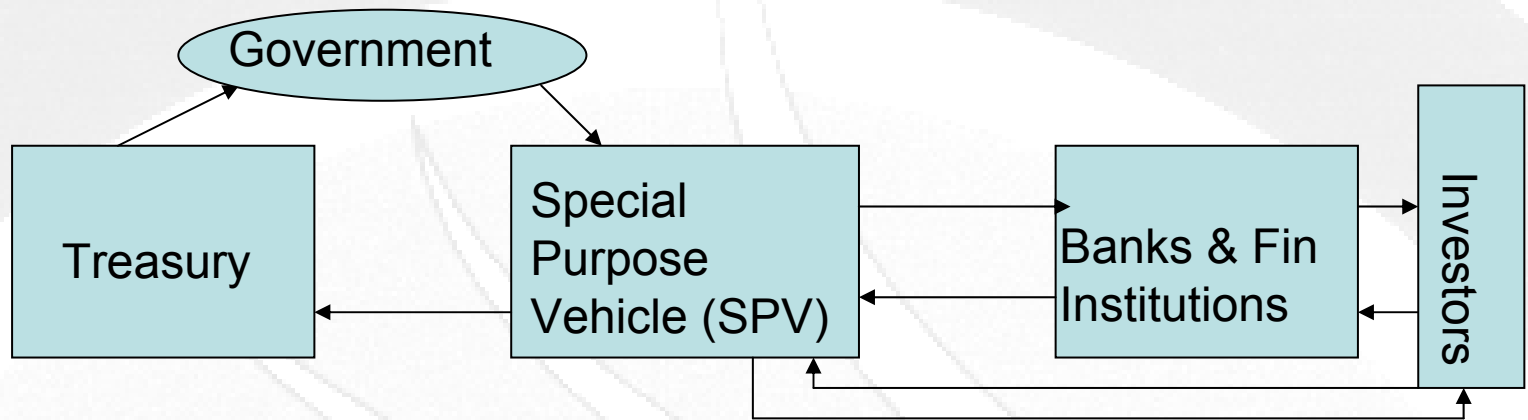 Government
Treasury
Special
Purpose
Vehicle (SPV)
Banks & Fin
Institutions
Investors